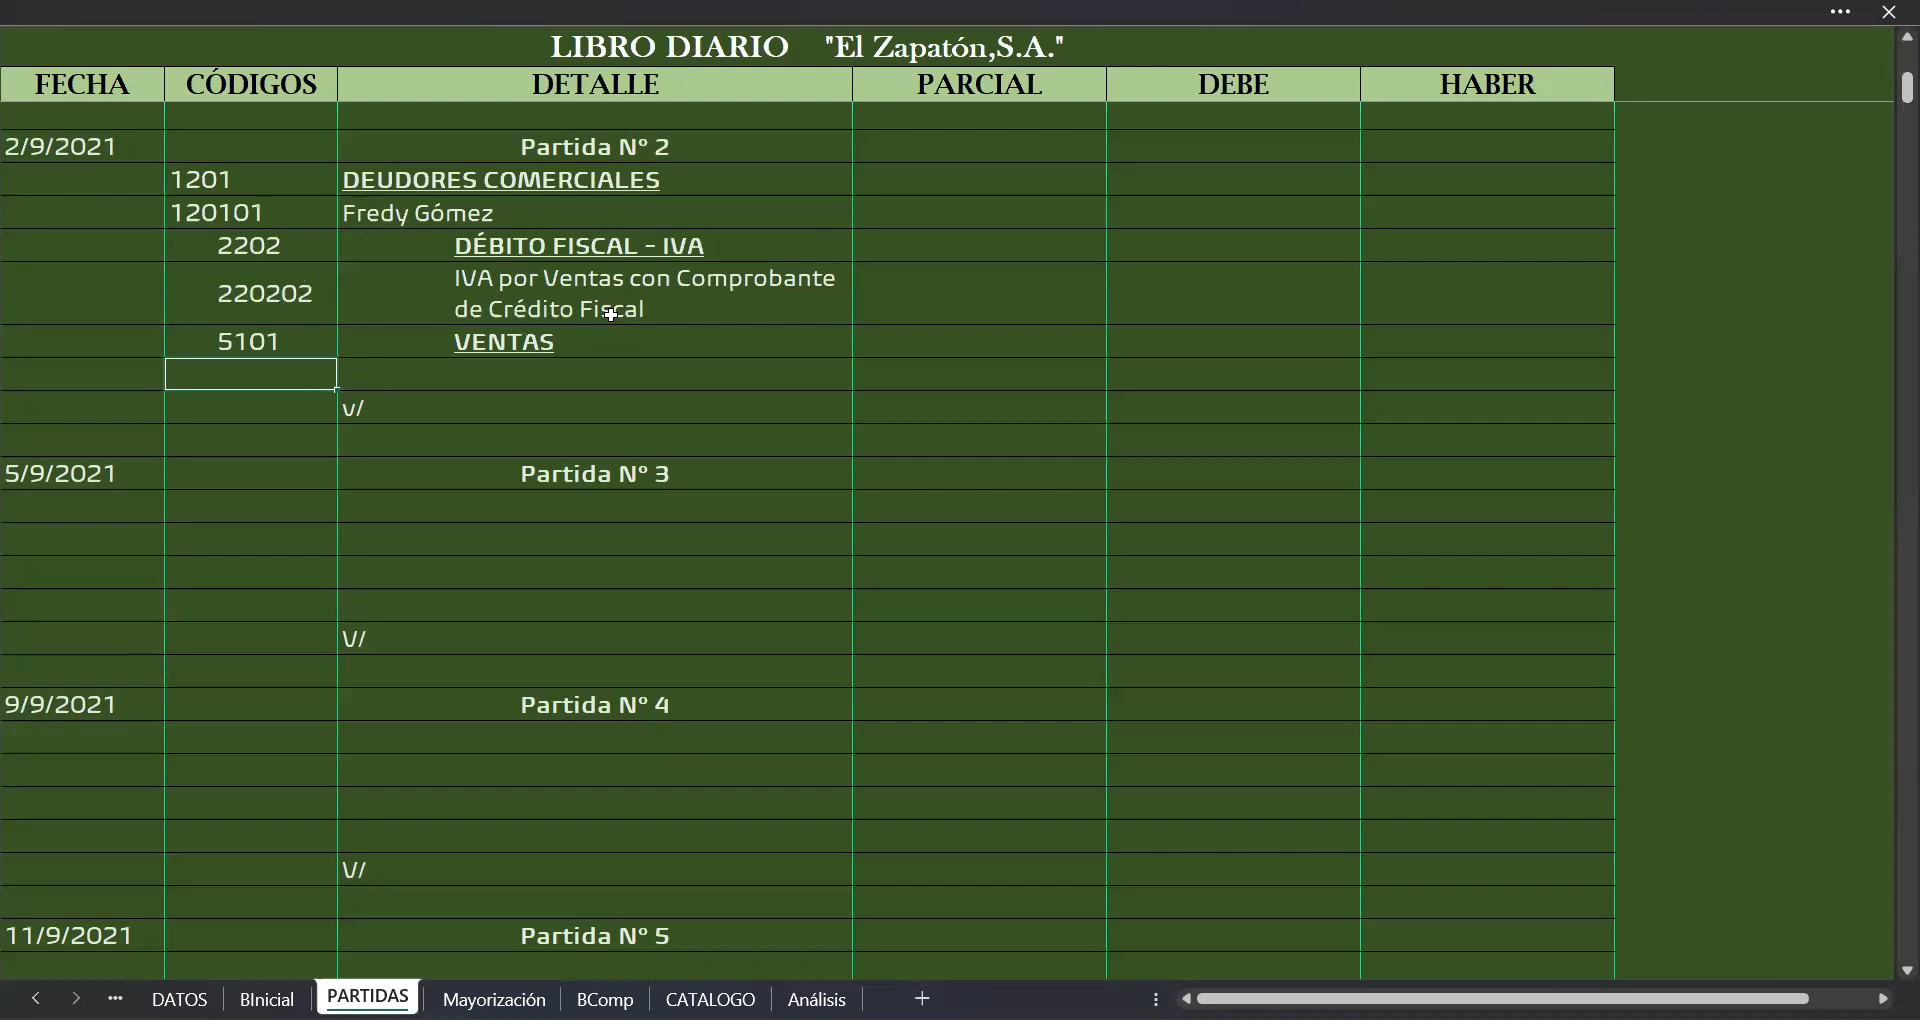 LIBRO DIARIO "El Zapatón,S.A."
FECHA CÓDIGOS DETALLE PARCIAL DEBE HABER
2/9/2021 Partida N° 2
1201 DEUDORES COMERCIALES
120101 Fredy Gómez
2202 DÉBITO FISCAL - IVA
220202 IVA por Ventas con Comprobante
de Crédito Fiscal
5101 VENTAS
v/
5/9/2021 Partida N° 3
V/
9/9/2021 Partida N° 4
V/
11/9/2021 Partida N° 5
DATOS BInicial PARTIDAS Mayorización BComp CATALOGO Análisis